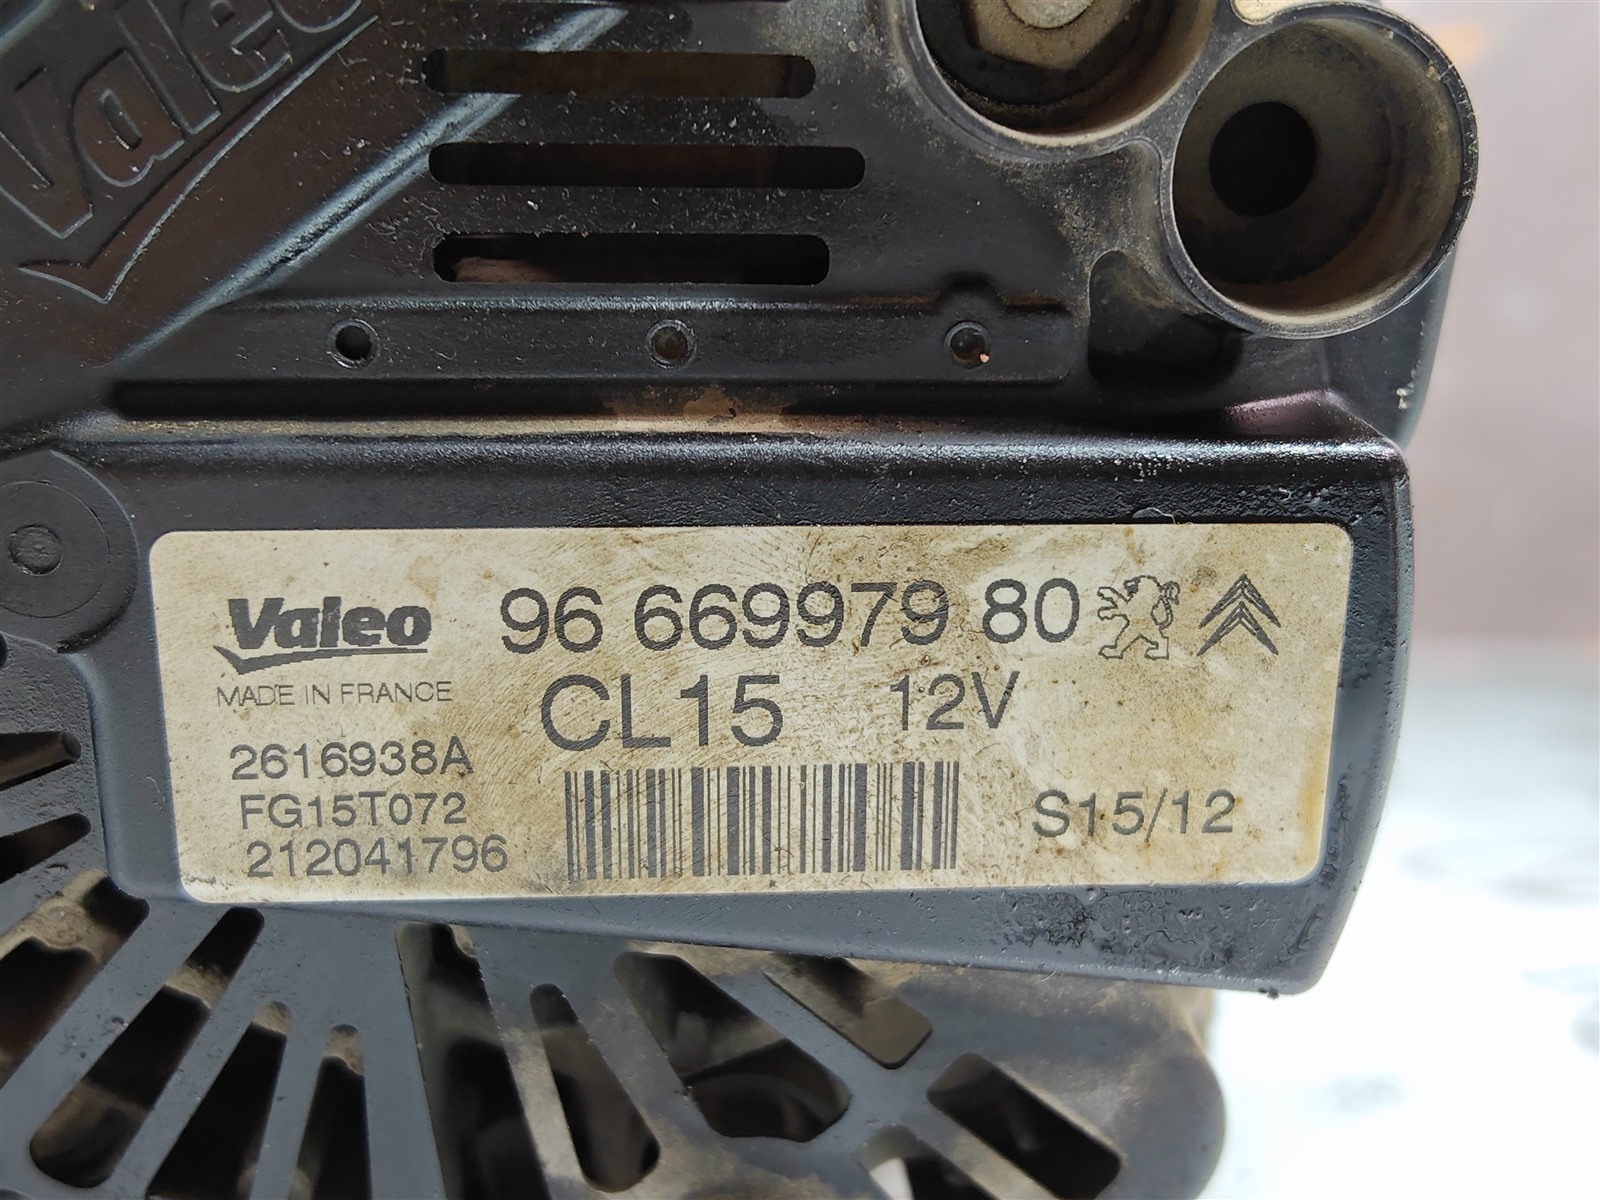 Valeo
Valeo 96 669979 80
MADE IN FRANCE CL15 12V
2616938A
FG15T072 S15/12
212041796